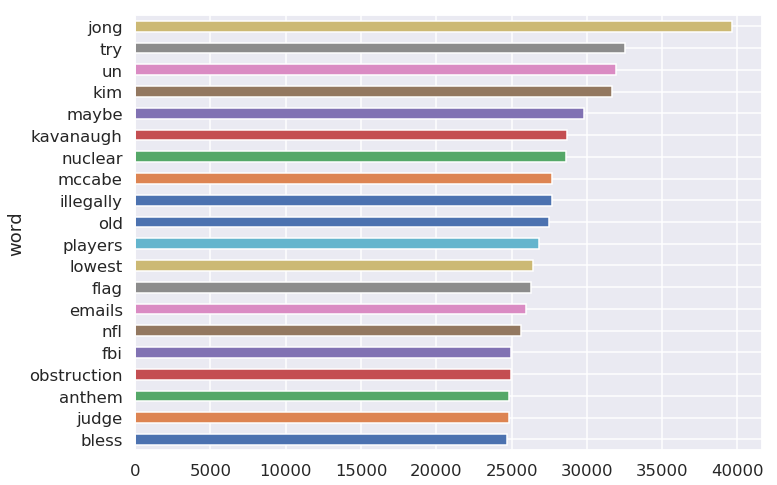 jong
try
un
kim
maybe
kavanaugh
nuclear
mccabe
illegally
old
players
lowest
flag
emails
nfl
fbi
obstruction
anthem
judge
bless
word
0 5000 10000 15000 20000 25000 30000 35000 40000